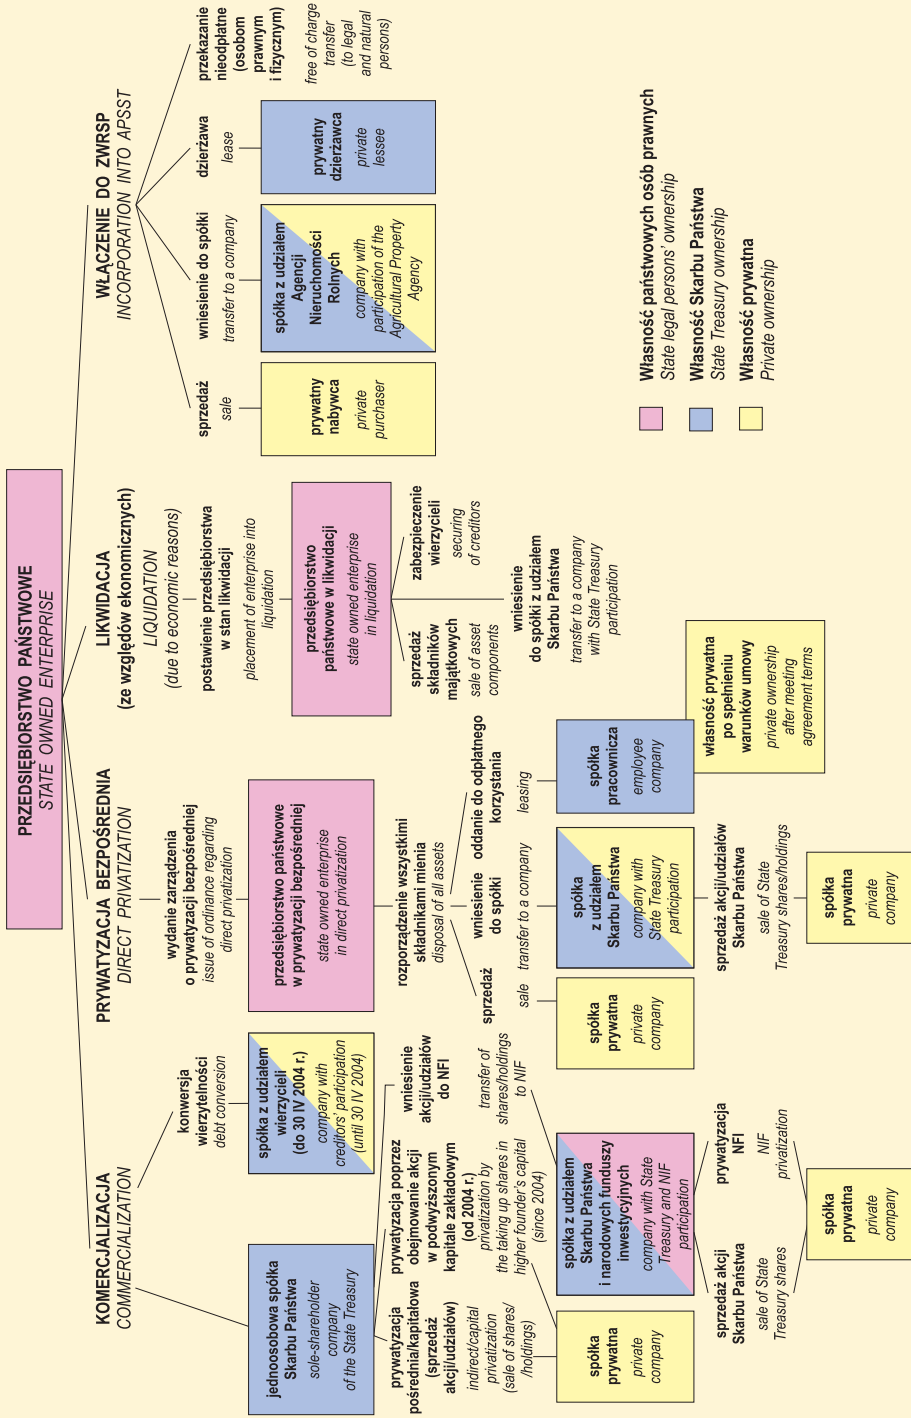 PRZEDSIĘBIORSTWO PAŃSTWOWE
STATE OWNED ENTERPRISE
KOMERCJALIZACJA
COMMERCIALIZATION
jednoosobowa spółka
Skarbu Państwa
sole-shareholder
company
of the State Treasury
konwersja
wierzytelności
debt conversion
spółka z udziałem
wierzycieli
(do 30 IV 2004 r.)
company with
creditors' participation
(until 30 IV 2004)
prywatyzacja
pośrednia/kapitałowa
(sprzedaż
akcji/udziałów)
indirect/capital
privatization
(sale of shares/
/holdings)
prywatyzacja poprzez
obejmowanie akcji
w podwyższonym
kapitale zakładowym
(od 2004 r.)
privatization by
the taking up shares in
higher founder's capital
(since 2004)
wniesienie
akcji/udziałów
do NFI
transfer of
shares/holdings
to NIF
spółka
prywatna
private
company
spółka z udziałem
Skarbu Państwa
i narodowych funduszy
inwestycyjnych
company with State
Treasury and NIF
participation
sprzedaż akcji
Skarbu Państwa
sale of State
Treasury shares
prywatyzacja
NFI
NIF
privatization
spółka
prywatna
private
company
PRYWATYZACJA BEZPOŚREDNIA
DIRECT PRIVATIZATION
wydanie zarządzenia
o prywatyzacji bezpośredniej
issue of ordinance regarding
direct privatization
przedsiębiorstwo państwowe
w prywatyzacji bezpośredniej
state owned enterprise
in direct privatization
rozporządzenie wszystkimi
składnikami mienia
disposal of all assets
sprzedaż
sale
wniesienie
do spółki
transfer to a company
oddanie do odpłatnego
korzystania
leasing
spółka
prywatna
private
company
spółka
z udziałem
Skarbu Państwa
company with
State Treasury
participation
spółka
pracownicza
employee
company
sprzedaż akcji/udziałów
Skarbu Państwa
sale of State
Treasury shares/holdings
spółka
prywatna
private
company
własność prywatna
po spełnieniu
warunków umowy
private ownership
after meeting
agreement terms
LIKWIDACJA
(ze względów ekonomicznych)
LIQUIDATION
(due to economic reasons)
postawienie przedsiębiorstwa
w stan likwidacji
placement of enterprise into
liquidation
przedsiębiorstwo
państwowe w likwidacji
state owned enterprise
in liquidation
sprzedaż
składników
majątkowych
sale of asset
components
zabezpieczenie
wierzycieli
securing
of creditors
wniesienie
do spółki z udziałem
Skarbu Państwa
transfer to a company
with State Treasury
participation
WŁĄCZENIE DO ZWRSP
INCORPORATION INTO APSST
sprzedaż
sale
wniesienie do spółki
transfer to a company
dzierżawa
lease
przekazanie
nieodpłatne
(osobom
prawnym
i fizycznym)
free of charge
transfer
(to legal
and natural
persons)
prywatny
nabywca
private
purchaser
spółka z udziałem
Agencji
Nieruchomości
Rolnych
company with
participation of the
Agricultural Property
Agency
prywatny
dzierżawca
private
lessee
Własność państwowych osób prawnych
State legal persons' ownership
Własność Skarbu Państwa
State Treasury ownership
Własność prywatna
Private ownership